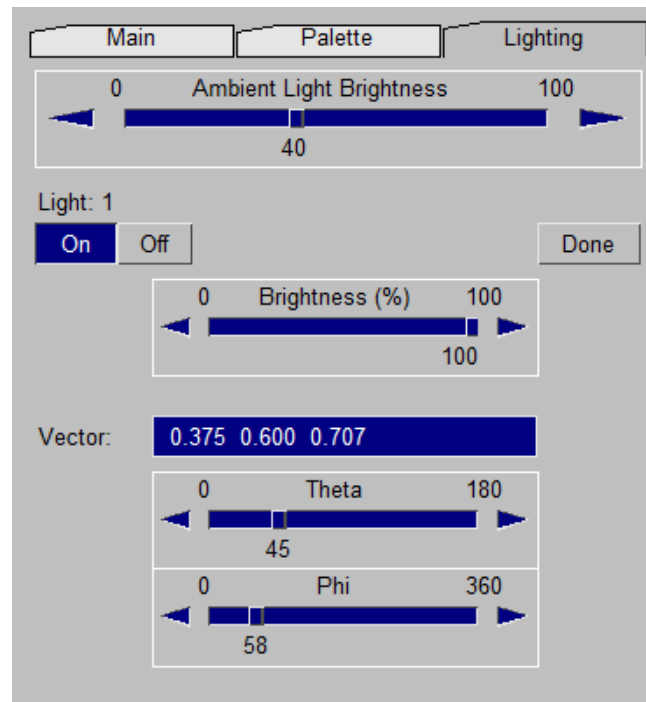 Main Palette Lighting
0 Ambient Light Brightness 100
40
Light: 1
On Off Done
0 Brightness (%) 100
100
Vector: 0.375 0.600 0.707
0 Theta 180
45
0 Phi 360
58